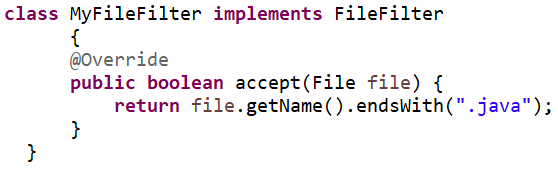 class MyFileFilter implements FileFilter
{
@Override
public boolean accept(File file) {
return file.getName().endsWith(".java");
}
}